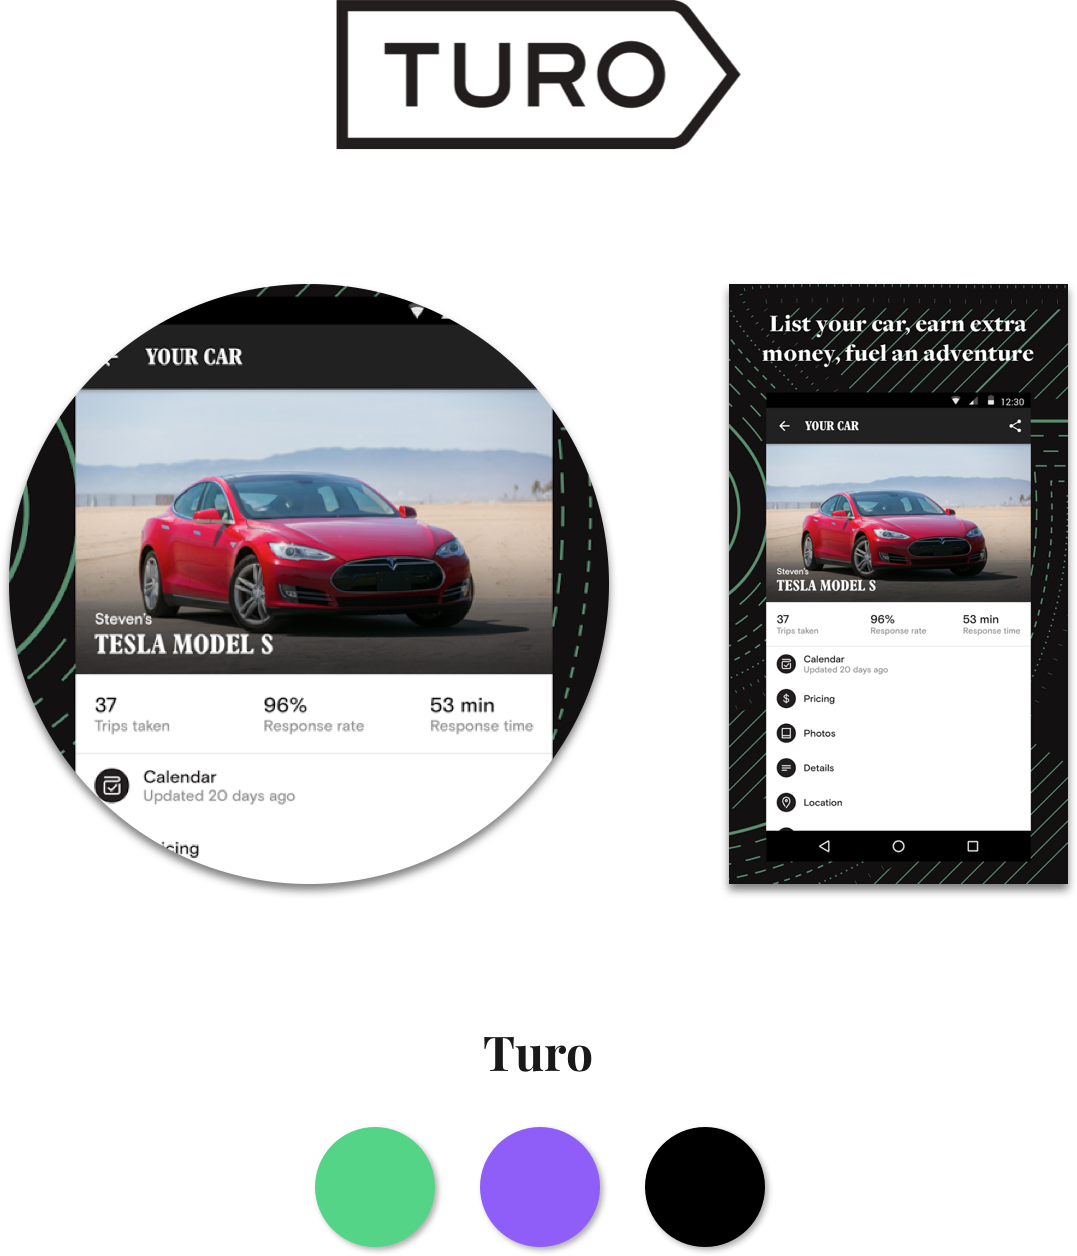 TURO
YOUR CAR
Steven's
TESLA MODEL S
37
Trips taken
96%
Response rate
53 min
Response time
Calendar
Updated 20 days ago
icing
List your car, earn extra
money, fuel an adventure
12:30
YOUR CAR
Steven's
TESLA MODEL S
37
Trips taken
96%
Response rate
53 min
Response time
Calendar
Updated 20 days ago
Pricing
Photos
Details
Location
Turo